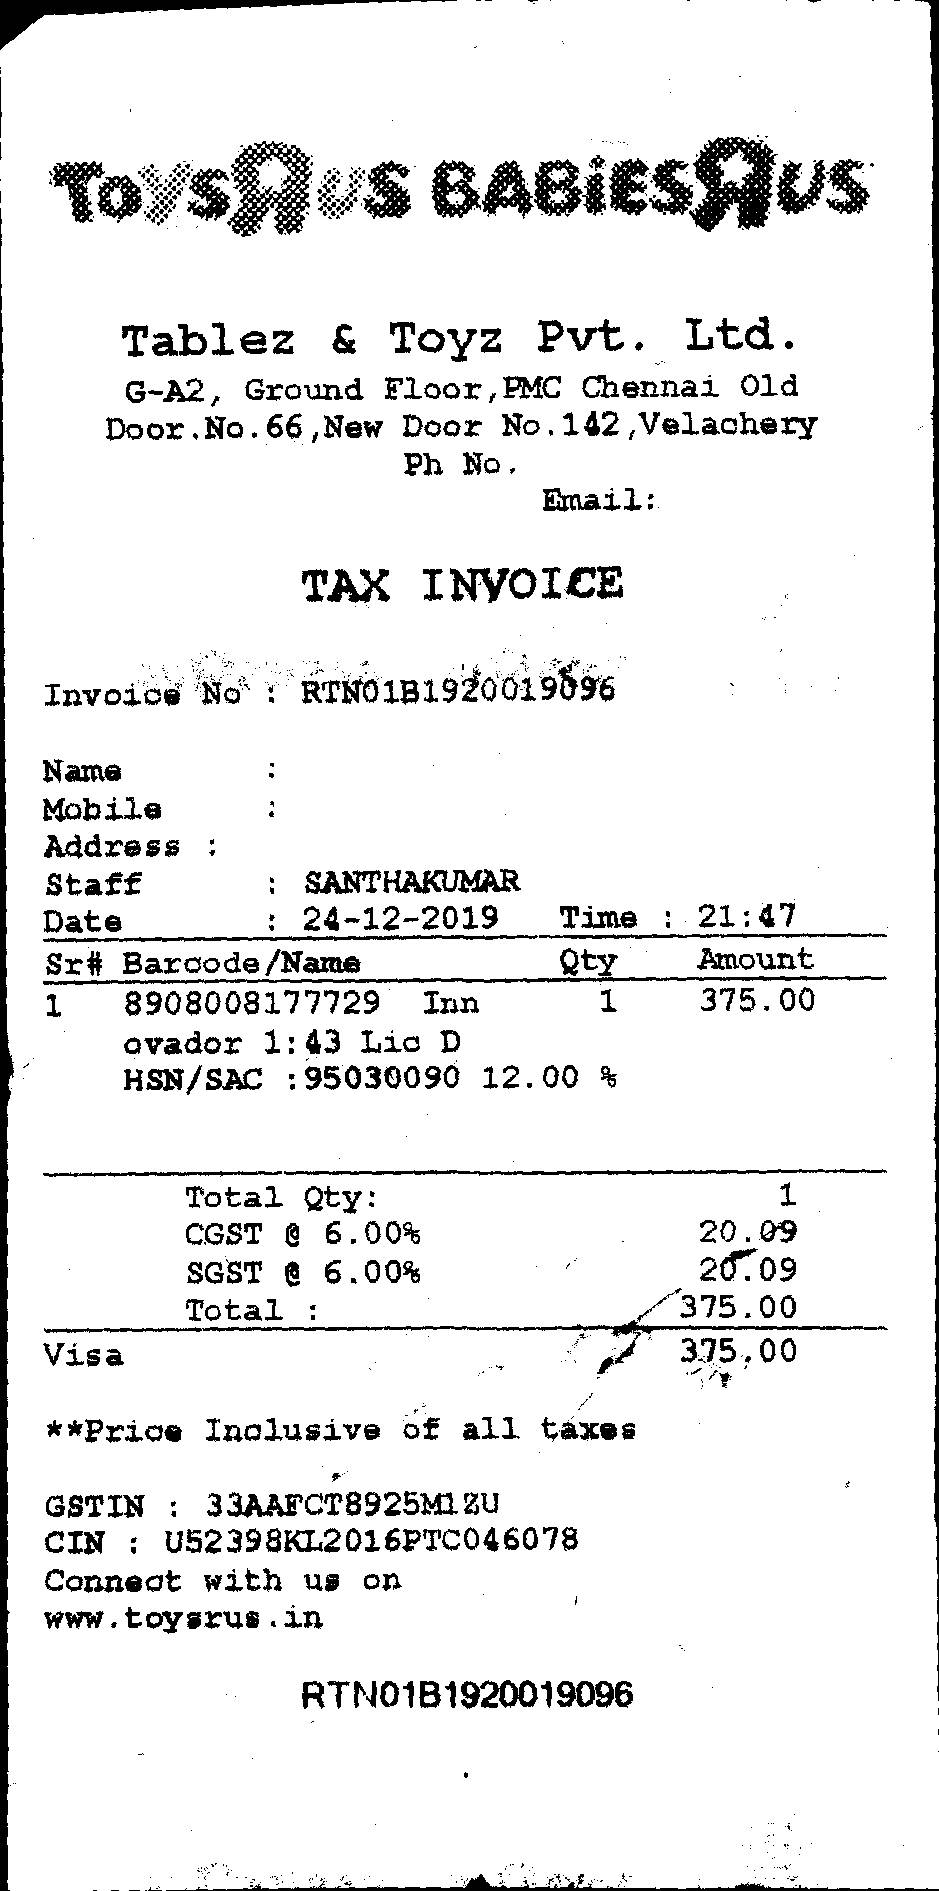 TOYSRUS BABIESRUS
Tablez & Toyz Pvt. Ltd.
G-A2, Ground Floor,PMC Chennai Old
Door.No.66,New Door No.142,Velachery
Ph No.
Email:
TAX INVOICE
Invoice No : RTN01B1920019096
Name :
Mobile :
Address :
Staff : SANTHAKUMAR
Date : 24-12-2019 Time : 21:47
Sr# Barcode/Name Qty Amount
1 8908008177729 Inn 1 375.00
ovador 1:43 Lic D
HSN/SAC :95030090 12.00 %
Total Qty: 1
CGST @ 6.00% 20.09
SGST @ 6.00% 20.09
Total : 375.00
Visa 375.00
**Price Inclusive of all taxes
GSTIN : 33AAFCT8925M1ZU
CIN : U52398KL2016PTC046078
Connect with us on
www.toysrus.in
RTN01B1920019096